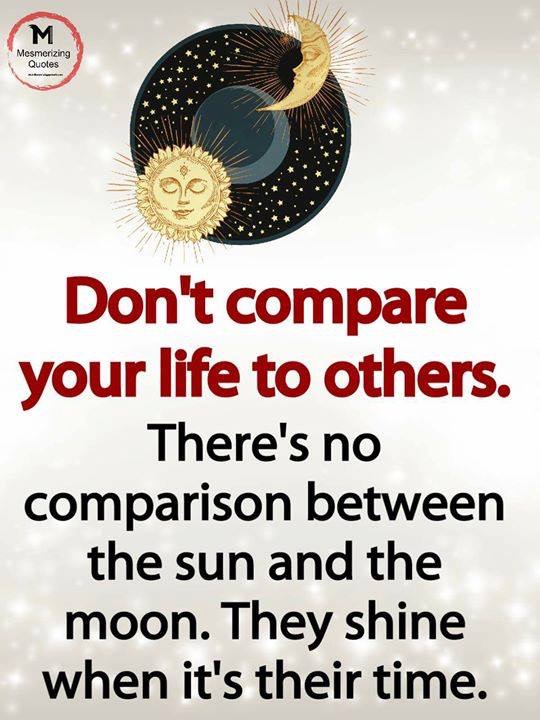 M
Mesmerizing
Quotes
Don't compare
your life to others.
There's no
comparison between
the sun and the
moon. They shine
when it's their time.